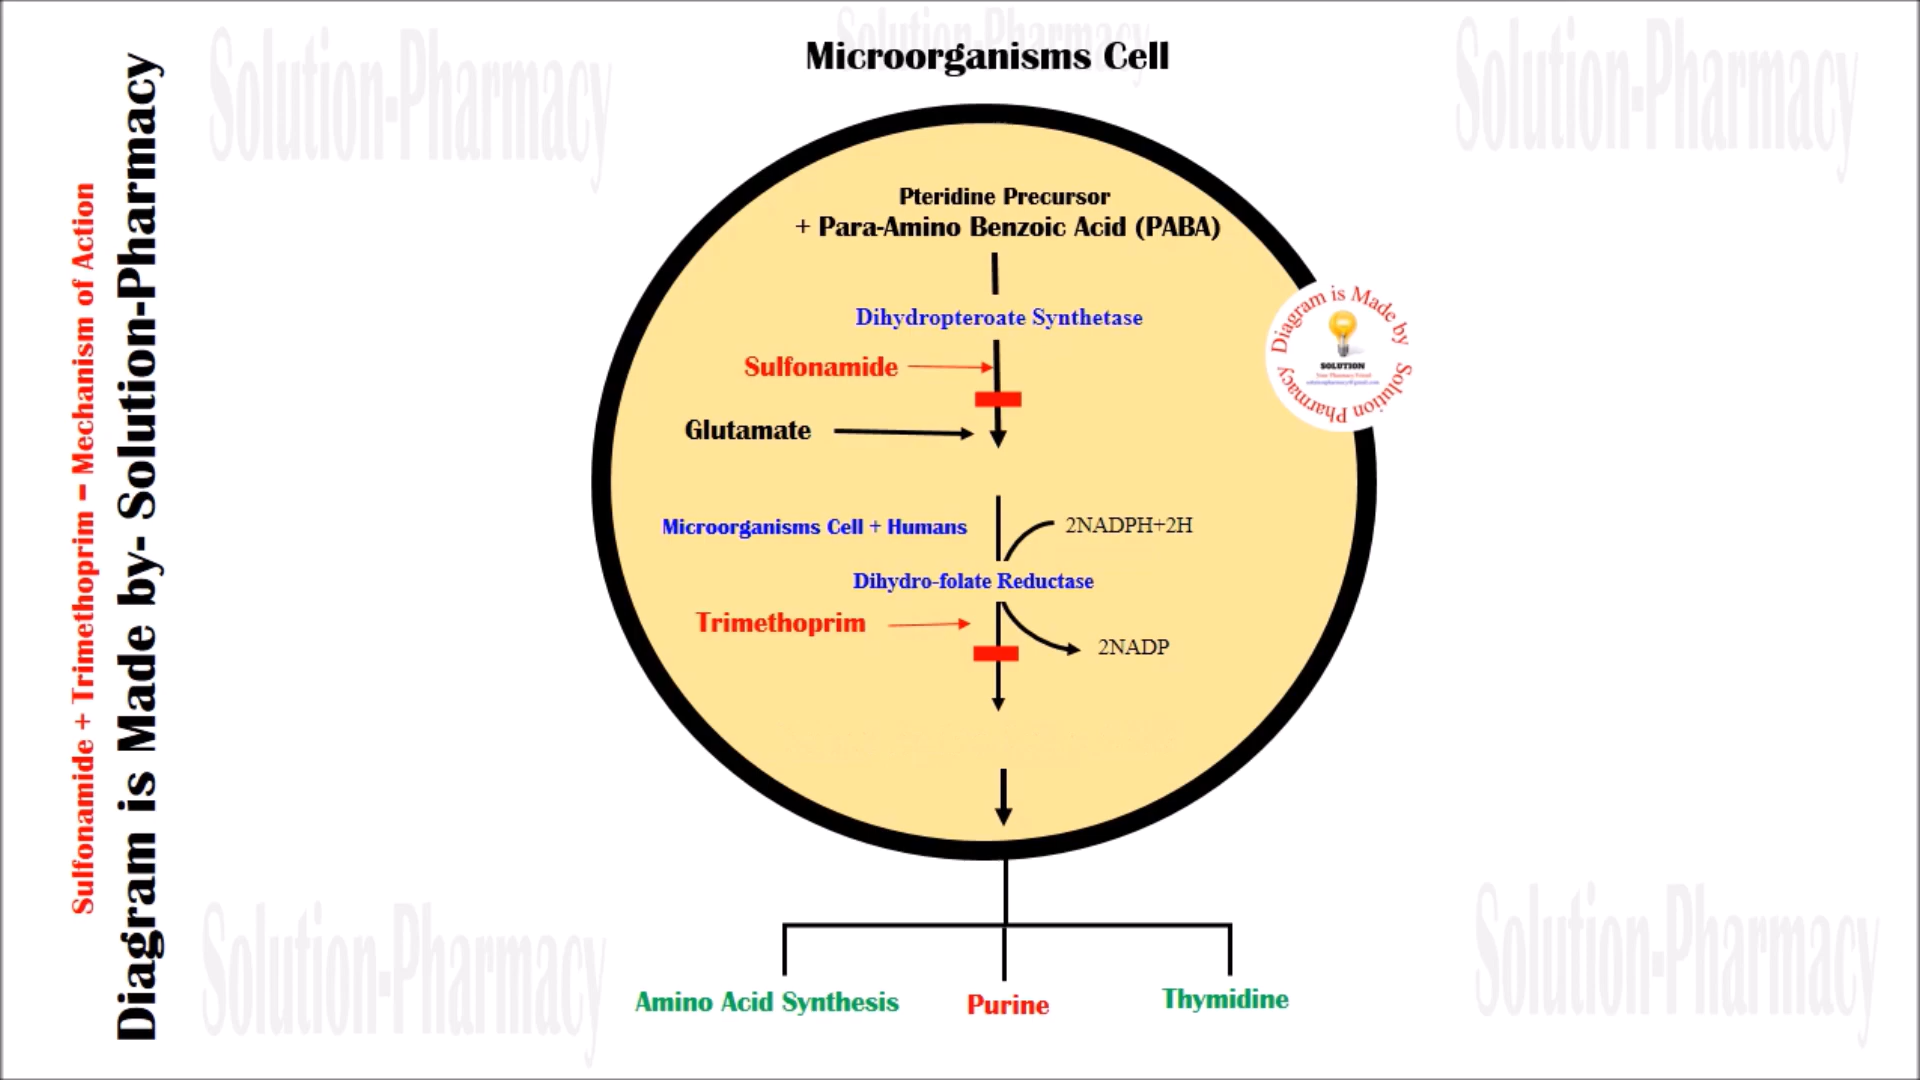 Microorganisms Cell
Sulfonamide + Trimethoprim - Mechanism of Action
Diagram is Made by- Solution-Pharmacy
Pteridine Precursor
+ Para-Amino Benzoic Acid (PABA)
Dihydropteroate Synthetase
Sulfonamide
Glutamate
Microorganisms Cell + Humans
2NADPH+2H
Dihydro-folate Reductase
Trimethoprim
2NADP
Amino Acid Synthesis
Purine
Thymidine
Diagram is Made by Solution Pharmacy
SOLUTION
Solution-Pharmacy
Solution-Pharmacy
Solution-Pharmacy
Solution-Pharmacy
Solution-Pharmacy